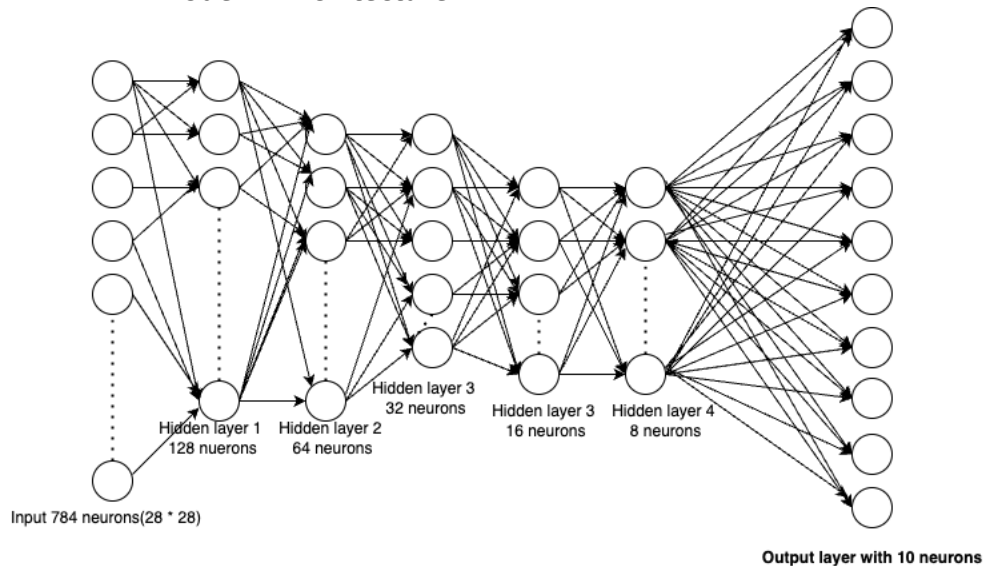 Hidden layer 1
128 nuerons
Hidden layer 2
64 neurons
Hidden layer 3
32 neurons
Hidden layer 3
16 neurons
Hidden layer 4
8 neurons
Input 784 neurons(28 * 28)
Output layer with 10 neurons